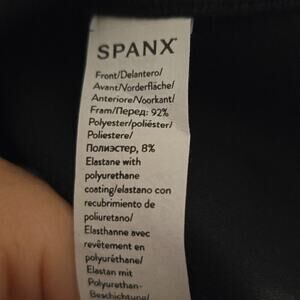 SPANX
Front/Delantero/
Avant/Vorderfläche/
Anteriore/Voorkant/
Fram/Перед: 92%
Polyester/poliéster/
Poliestere/
Полиэстер, 8%
Elastane with
polyurethane
coating/elastano con
recubrimiento de
poliuretano/
Elasthanne avec
revêtement en
polyuréthane/
Elastan mit
Polyurethan-
Beschichtung/